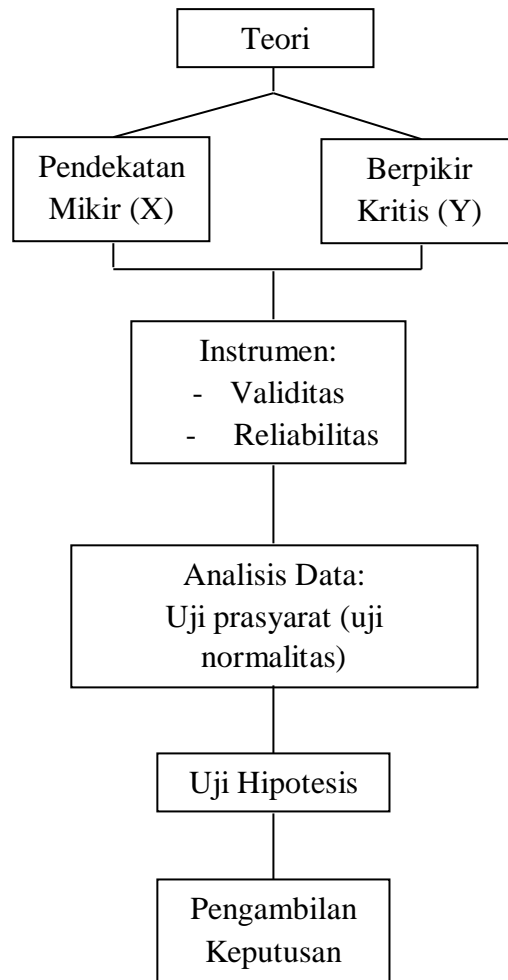 Teori
Pendekatan
Mikir (X)
Berpikir
Kritis (Y)
Instrumen:
- Validitas
- Reliabilitas
Analisis Data:
Uji prasyarat (uji
normalitas)
Uji Hipotesis
Pengambilan
Keputusan